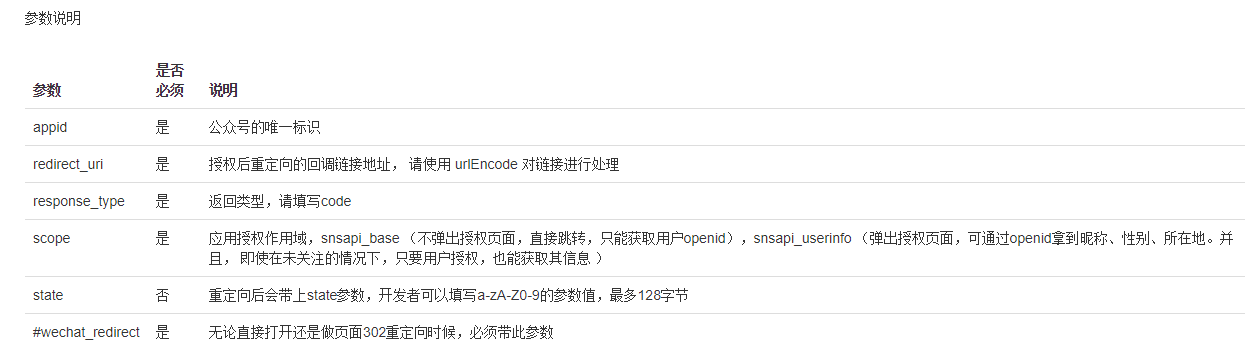 参数说明
参数 是否必须 说明
appid 是 公众号的唯一标识
redirect_uri 是 授权后重定向的回调链接地址， 请使用 urlEncode 对链接进行处理
response_type 是 返回类型，请填写code
scope 是 应用授权作用域，snsapi_base （不弹出授权页面，直接跳转，只能获取用户openid），snsapi_userinfo （弹出授权页面，可通过openid拿到昵称、性别、所在地。并
且， 即使在未关注的情况下，只要用户授权，也能获取其信息 ）
state 否 重定向后会带上state参数，开发者可以填写a-zA-Z0-9的参数值，最多128字节
#wechat_redirect 是 无论直接打开还是做页面302重定向时候，必须带此参数